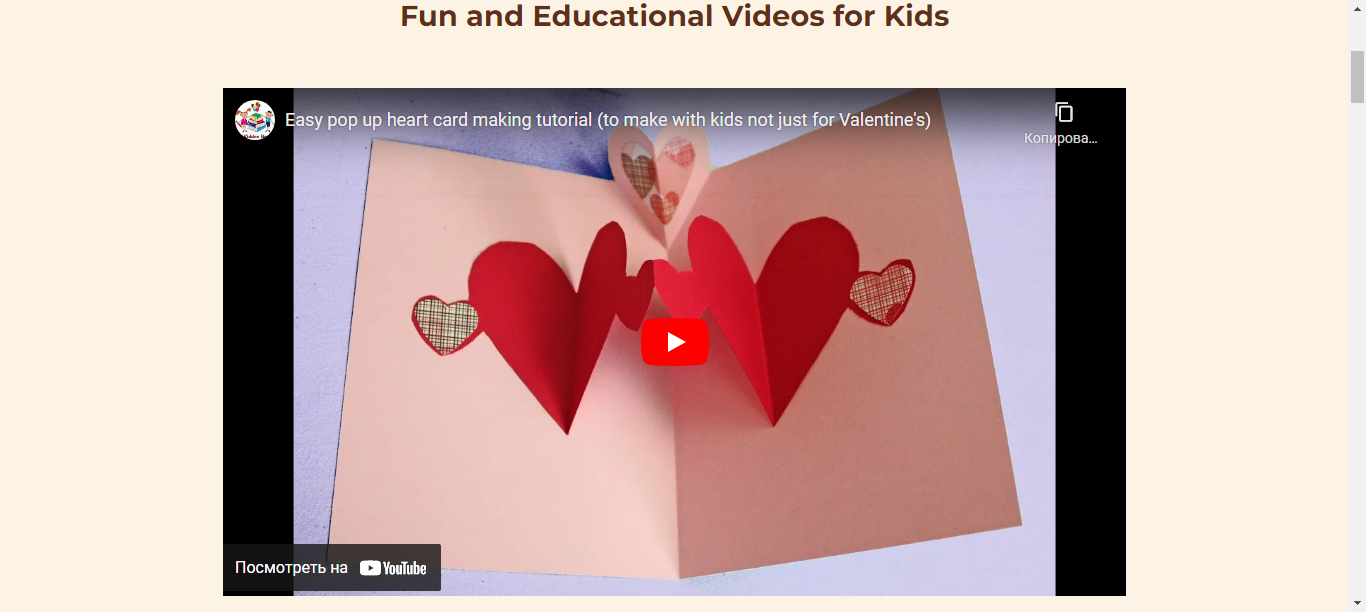 Fun and Educational Videos for Kids
Easy pop up heart card making tutorial (to make with kids not just for Valentine's)
Копирова...
Посмотреть на YouTube